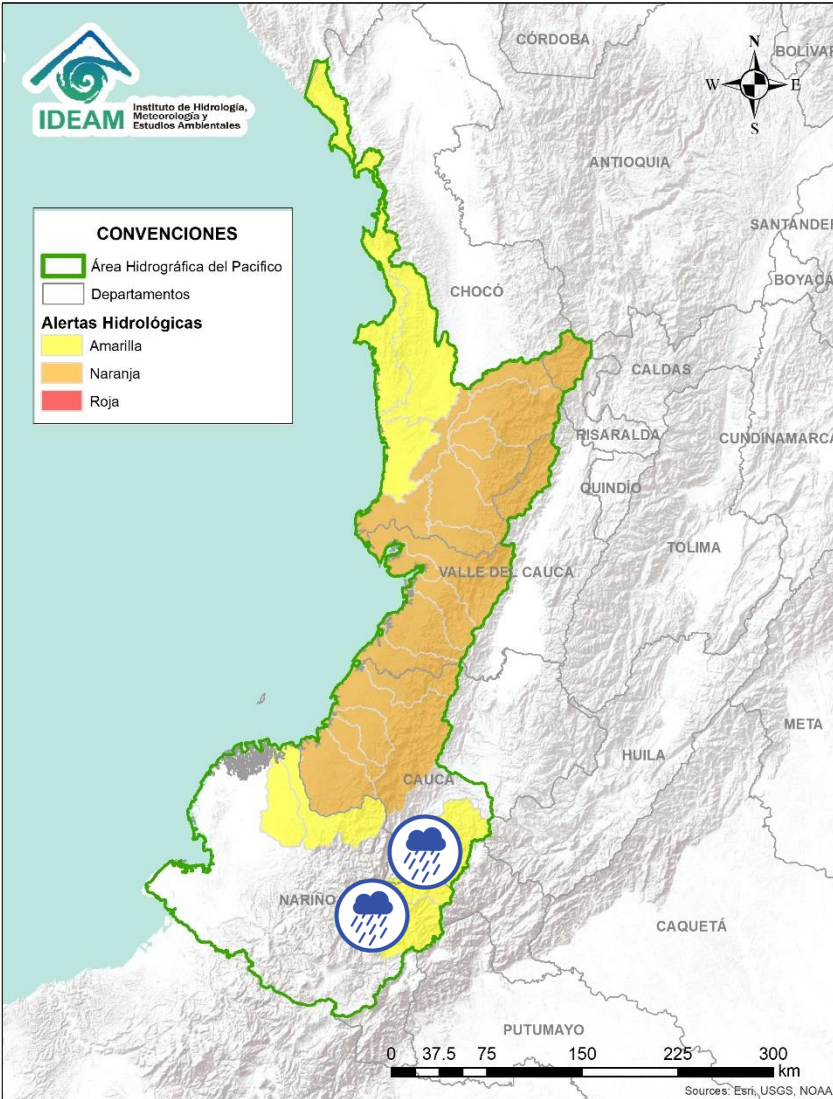 IDEAM
Instituto de Hidrología,
Meteorología y
Estudios Ambientales
CÓRDOBA
BOLÍVAR
N
W
E
S
ANTIOQUIA
SANTANDER
BOYACÁ
CONVENCIONES
Área Hidrográfica del Pacifico
Departamentos
Alertas Hidrológicas
Amarilla
Naranja
Roja
CHOCÓ
CALDAS
RISARALDA
CUNDINAMARCA
QUINDÍO
TOLIMA
VALLE DEL CAUCA
META
HUILA
CAUCA
NARIÑO
CAQUETÁ
PUTUMAYO
0 37.5 75 150 225 300
km
Sources: Esri, USGS, NOAA